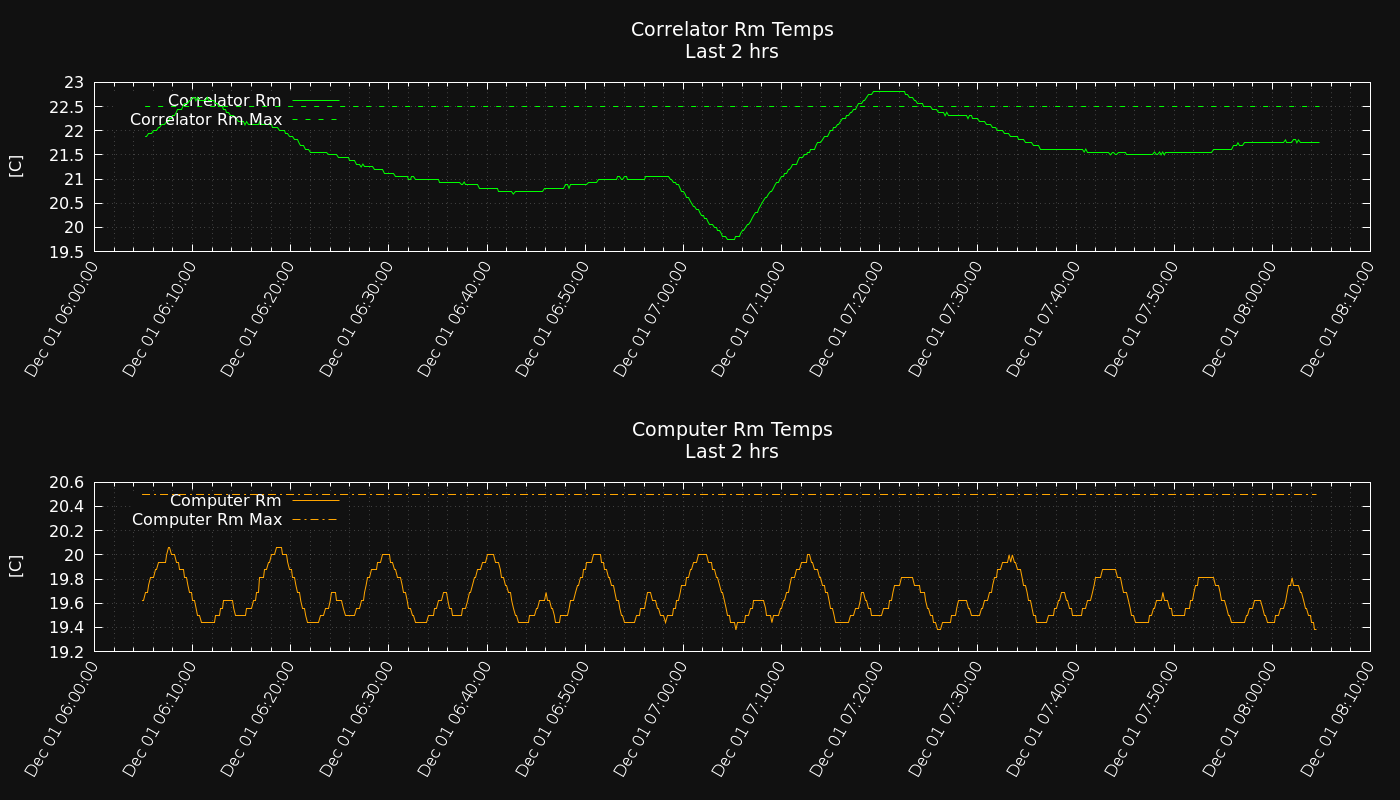 Correlator Rm Temps
Last 2 hrs
[C]
23
22.5
22
21.5
21
20.5
20
19.5
Correlator Rm
Correlator Rm Max
Dec 01 06:00:00
Dec 01 06:10:00
Dec 01 06:20:00
Dec 01 06:30:00
Dec 01 06:40:00
Dec 01 06:50:00
Dec 01 07:00:00
Dec 01 07:10:00
Dec 01 07:20:00
Dec 01 07:30:00
Dec 01 07:40:00
Dec 01 07:50:00
Dec 01 08:00:00
Dec 01 08:10:00
Computer Rm Temps
Last 2 hrs
[C]
20.6
20.4
20.2
20
19.8
19.6
19.4
19.2
Computer Rm
Computer Rm Max
Dec 01 06:00:00
Dec 01 06:10:00
Dec 01 06:20:00
Dec 01 06:30:00
Dec 01 06:40:00
Dec 01 06:50:00
Dec 01 07:00:00
Dec 01 07:10:00
Dec 01 07:20:00
Dec 01 07:30:00
Dec 01 07:40:00
Dec 01 07:50:00
Dec 01 08:00:00
Dec 01 08:10:00